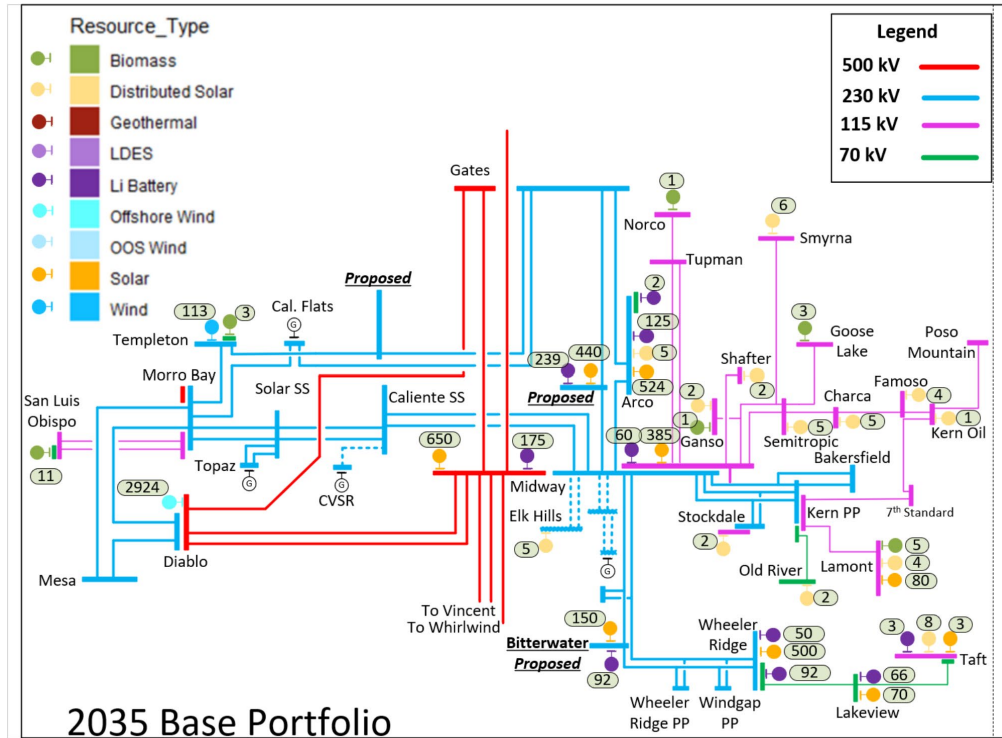 Resource_Type
Biomass
Distributed Solar
Geothermal
LDES
Li Battery
Offshore Wind
OOS Wind
Solar
Wind
Legend
500 kV
230 kV
115 kV
70 kV
Gates
Proposed
113
3
Templeton
Cal. Flats
G
Morro Bay
Solar SS
Caliente SS
San Luis
Obispo
11
Topaz
G
CVSR
G
2924
Diablo
Mesa
650
175
Midway
239
440
Proposed
1
Norco
Tupman
2
125
5
524
Arco
6
Smyrna
3
Goose
Lake
Poso
Mountain
Shafter
2
Famoso
4
Charca
5
1
Kern Oil
2
1
Ganso
Semitropic
5
60
385
Bakersfield
Elk Hills
5
G
Stockdale
2
Kern PP
7th Standard
Old River
2
Lamont
5
4
80
To Vincent
To Whirlwind
150
Bitterwater
Proposed
92
Wheeler
Ridge
50
500
92
Wheeler
Ridge PP
Windgap
PP
3
8
3
Taft
66
70
Lakeview
2035 Base Portfolio